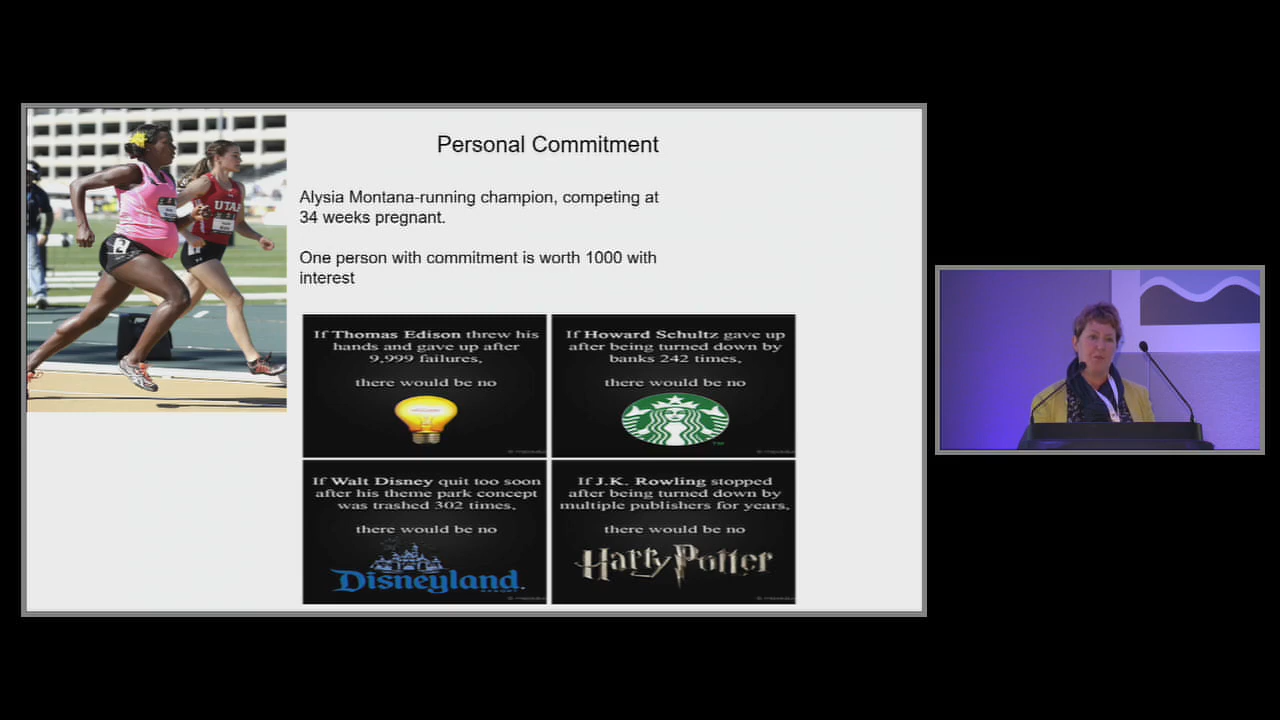 Personal Commitment
Alysia Montana-running champion, competing at
34 weeks pregnant.
One person with commitment is worth 1000 with
interest
UTAH
If Thomas Edison threw his
hands and gave up after
9,999 failures,
there would be no
If Howard Schultz gave up
after being turned down by
banks 242 times,
there would be no
TM
If Walt Disney quit too soon
after his theme park concept
was trashed 302 times,
there would be no
Disneyland
RESORT
If J.K. Rowling stopped
after being turned down by
multiple publishers for years,
there would be no
Harry Potter